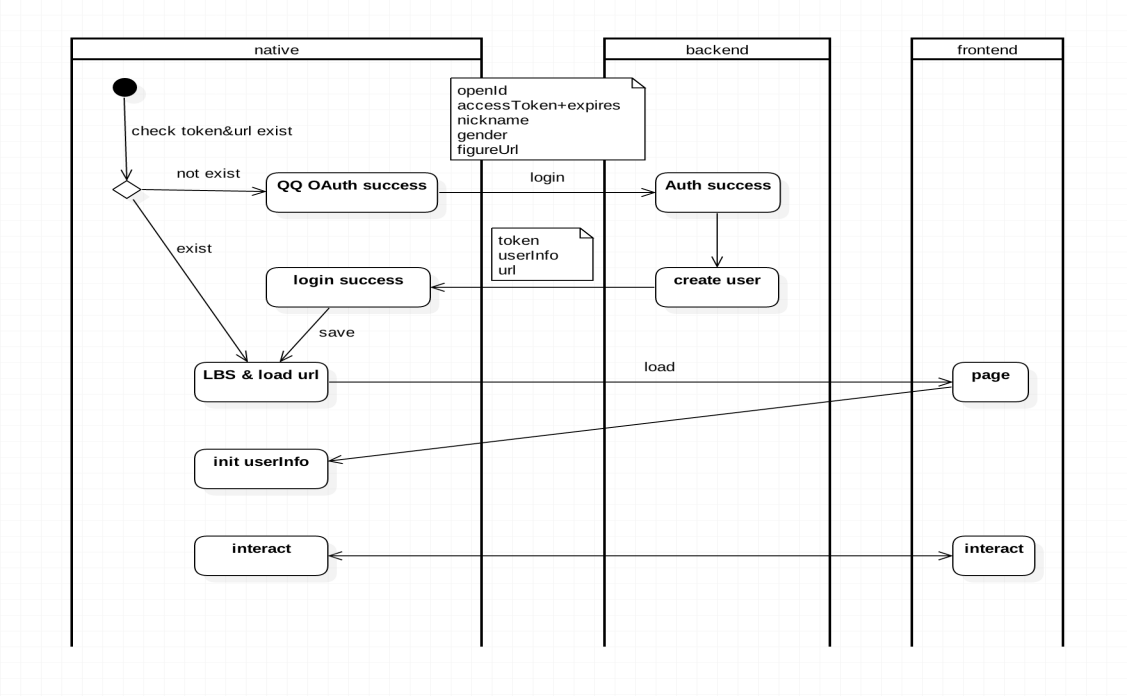 native
backend
frontend
openId
accessToken+expires
nickname
gender
figureUrl
check token&url exist
not exist
QQ OAuth success
login
Auth success
exist
token
userInfo
url
login success
create user
save
LBS & load url
load
page
init userInfo
interact
interact